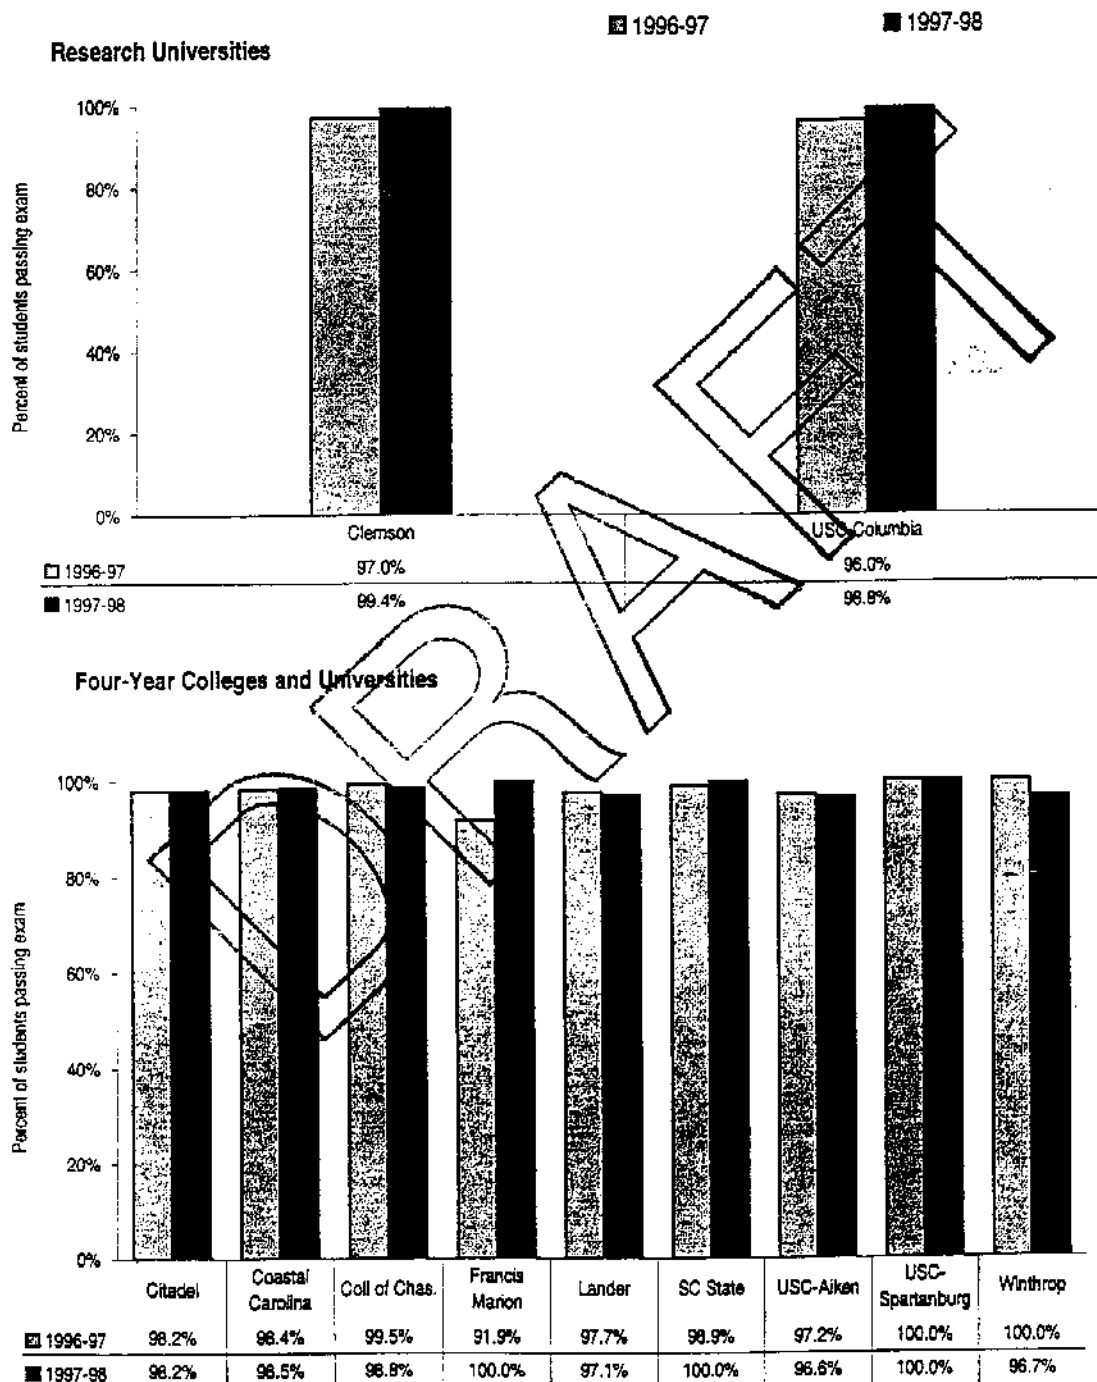 1996-97 1997-98
Research Universities
100%
80%
60%
40%
20%
0%
Percent of students passing exam
Clemson USC-Columbia
1996-97 97.0% 96.0%
1997-98 99.4% 98.8%
Four-Year Colleges and Universities
100%
80%
60%
40%
20%
0%
Percent of students passing exam
Citadel Coastal Carolina Coll of Chas. Francis Marion Lander SC State USC-Aiken USC-Spartanburg Winthrop
1996-97 98.2% 98.4% 99.5% 91.9% 97.7% 98.9% 97.2% 100.0% 100.0%
1997-98 98.2% 98.5% 98.8% 100.0% 97.1% 100.0% 96.6% 100.0% 96.7%
DRAFT